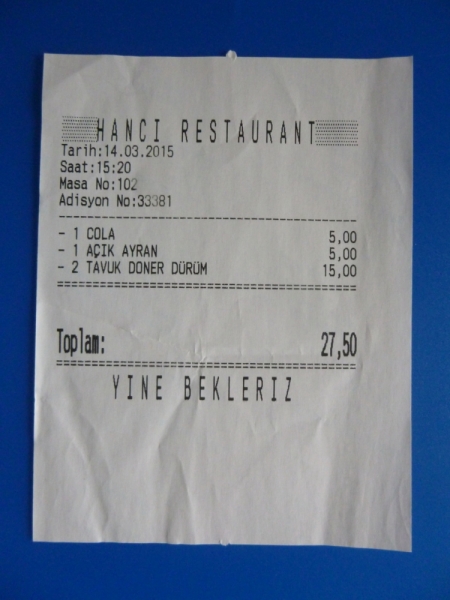 HANCI RESTAURANT
Tarih:14.03.2015
Saat:15:20
Masa No:102
Adisyon No:33381
- 1 COLA 5,00
- 1 AÇIK AYRAN 5,00
- 2 TAVUK DONER DÜRÜM 15,00
Toplam: 27,50
YINE BEKLERIZ